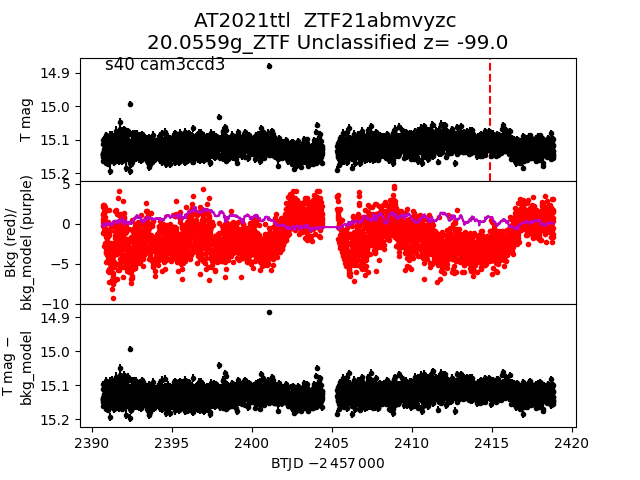 AT2021ttl  ZTF21abmvyzc
20.0559g_ZTF Unclassified z= -99.0
s40 cam3ccd3
T mag
14.9
15.0
15.1
15.2
Bkg (red)/
bkg_model (purple)
5
0
−5
−10
T mag −
bkg_model
14.9
15.0
15.1
15.2
2390 2395 2400 2405 2410 2415 2420
BTJD −2 457 000